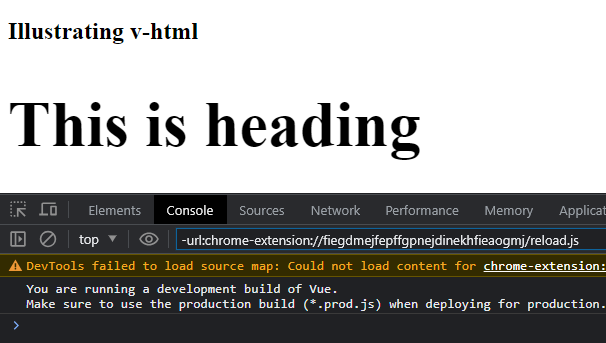 Illustrating v-html
This is heading
Elements Console Sources Network Performance Memory Applicat
top -url:chrome-extension://fiegdmejfepffgpnejdinekhfieaogmj/reload.js
DevTools failed to load source map: Could not load content for chrome-extension:
You are running a development build of Vue.
Make sure to use the production build (*.prod.js) when deploying for production.